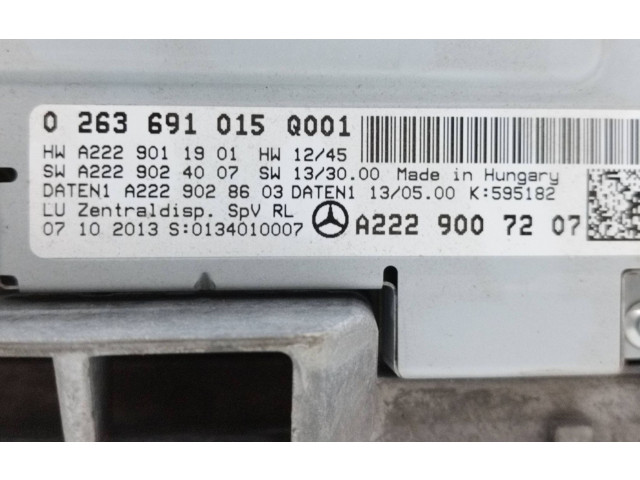 0 263 691 015 Q001
HW A222 901 19 01 HW 12/45
SW A222 902 40 07 SW 13/30.00 Made in Hungary
DATEN1 A222 902 86 03 DATEN1 13/05.00 K:595182
LU Zentraldisp. SpV RL
07 10 2013 S:0134010007 A222 900 72 07